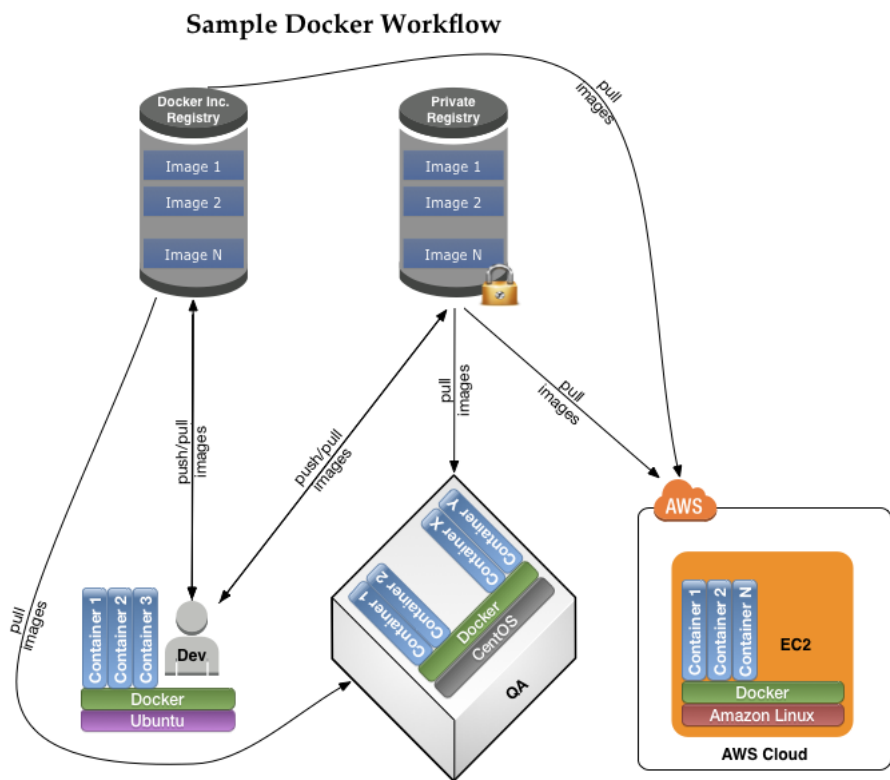 Sample Docker Workflow
Docker Inc.
Registry
Image 1
Image 2
Image N
Private
Registry
Image 1
Image 2
Image N
pull
images
push/pull
images
push/pull
images
pull
images
pull
images
pull
images
Container 1
Container 2
Container 3
Dev
Docker
Ubuntu
Container 1
Container 2
Container X
Container Y
Docker
CentOS
QA
AWS
Container 1
Container 2
Container N
EC2
Docker
Amazon Linux
AWS Cloud